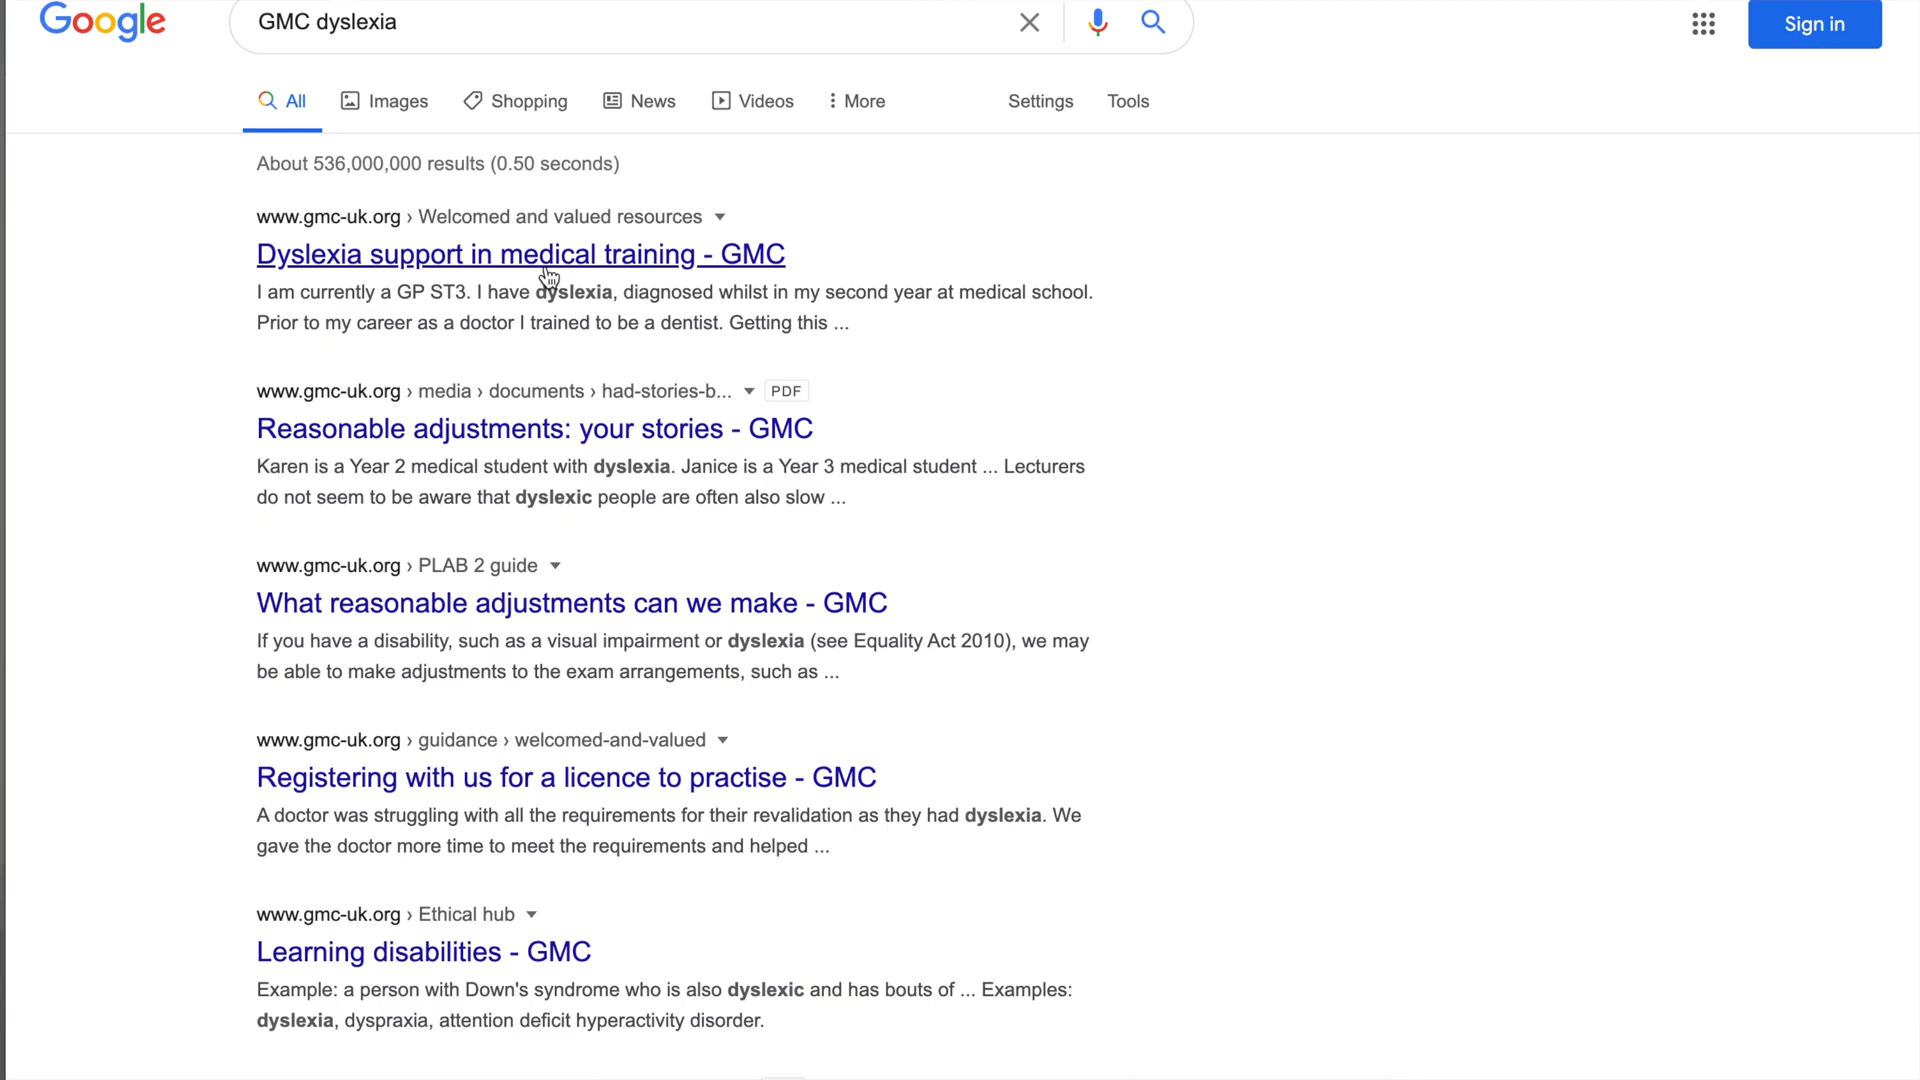 Google
GMC dyslexia
Sign in
All Images Shopping News Videos More Settings Tools
About 536,000,000 results (0.50 seconds)
www.gmc-uk.org › Welcomed and valued resources
Dyslexia support in medical training - GMC
I am currently a GP ST3. I have dyslexia, diagnosed whilst in my second year at medical school.
Prior to my career as a doctor I trained to be a dentist. Getting this ...
www.gmc-uk.org › media › documents › had-stories-b... PDF
Reasonable adjustments: your stories - GMC
Karen is a Year 2 medical student with dyslexia. Janice is a Year 3 medical student ... Lecturers
do not seem to be aware that dyslexic people are often also slow ...
www.gmc-uk.org › PLAB 2 guide
What reasonable adjustments can we make - GMC
If you have a disability, such as a visual impairment or dyslexia (see Equality Act 2010), we may
be able to make adjustments to the exam arrangements, such as ...
www.gmc-uk.org › guidance › welcomed-and-valued
Registering with us for a licence to practise - GMC
A doctor was struggling with all the requirements for their revalidation as they had dyslexia. We
gave the doctor more time to meet the requirements and helped ...
www.gmc-uk.org › Ethical hub
Learning disabilities - GMC
Example: a person with Down's syndrome who is also dyslexic and has bouts of ... Examples:
dyslexia, dyspraxia, attention deficit hyperactivity disorder.